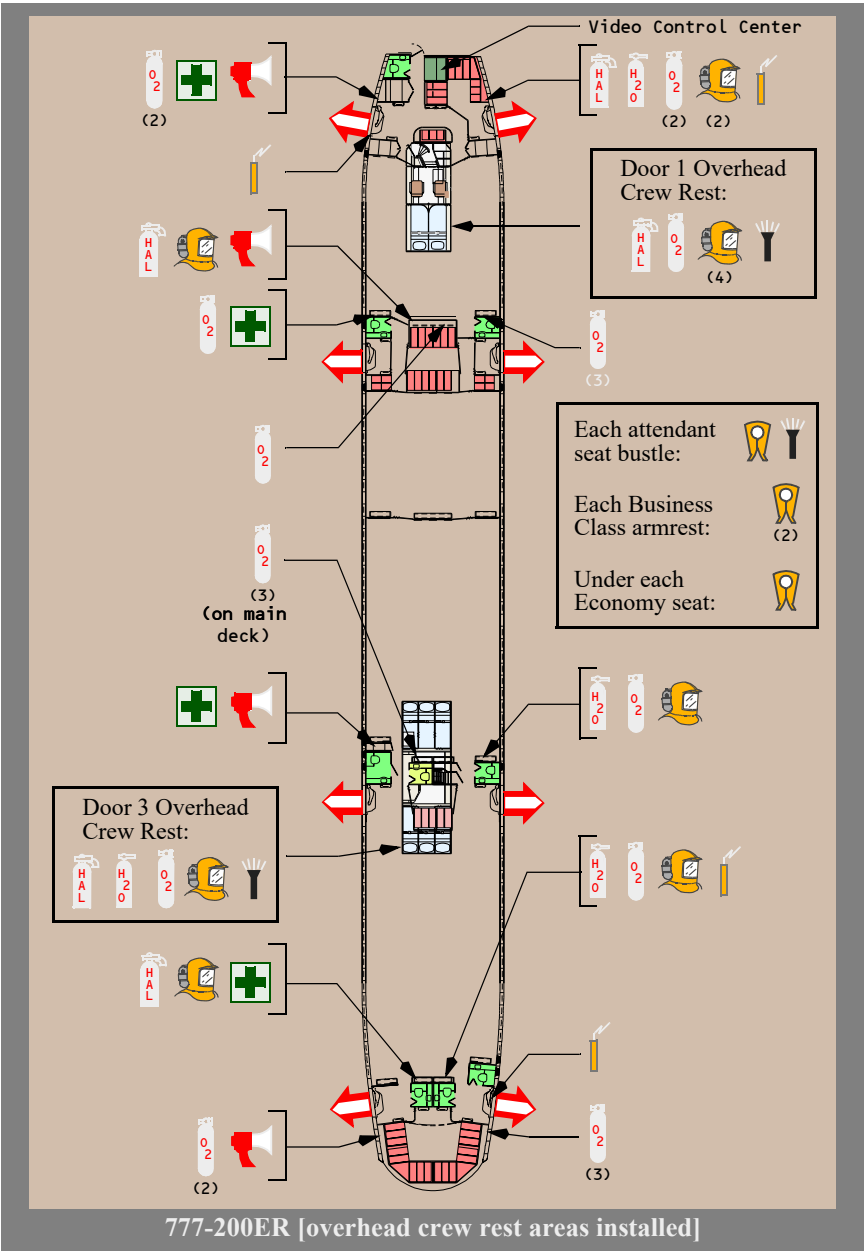 Video Control Center
O2
(2)
HAL
H2O
O2
(2)
(2)
Door 1 Overhead
Crew Rest:
HAL
O2
(4)
HAL
O2
O2
(3)
O2
Each attendant
seat bustle:
Each Business
Class armrest:
(2)
Under each
Economy seat:
O2
(3)
(on main
deck)
H2O
O2
Door 3 Overhead
Crew Rest:
HAL
H2O
O2
H2O
O2
HAL
O2
(2)
O2
(3)
777-200ER [overhead crew rest areas installed]